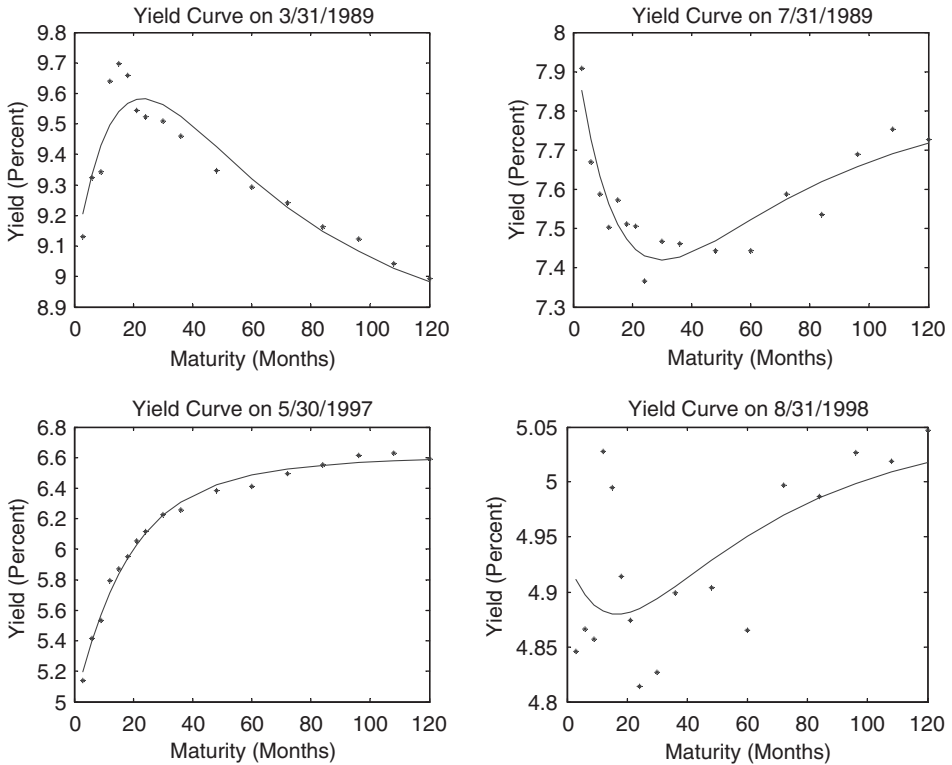 Yield Curve on 3/31/1989
9.8
9.7
9.6
9.5
9.4
9.3
9.2
9.1
9
8.9
Yield (Percent)
0 20 40 60 80 100 120
Maturity (Months)
Yield Curve on 7/31/1989
8
7.9
7.8
7.7
7.6
7.5
7.4
7.3
Yield (Percent)
0 20 40 60 80 100 120
Maturity (Months)
Yield Curve on 5/30/1997
6.8
6.6
6.4
6.2
6
5.8
5.6
5.4
5.2
5
Yield (Percent)
0 20 40 60 80 100 120
Maturity (Months)
Yield Curve on 8/31/1998
5.05
5
4.95
4.9
4.85
4.8
Yield (Percent)
0 20 40 60 80 100 120
Maturity (Months)